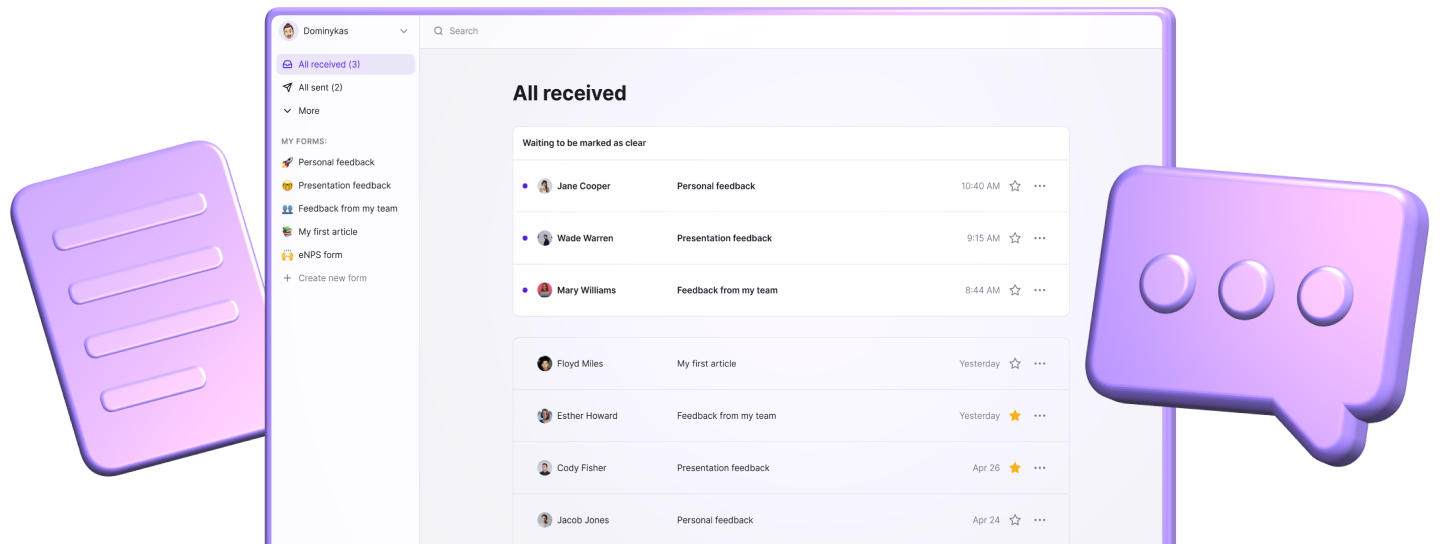 Dominykas
Search
All received (3)
All sent (2)
More
MY FORMS:
Personal feedback
Presentation feedback
Feedback from my team
My first article
eNPS form
Create new form
All received
Waiting to be marked as clear
Jane Cooper Personal feedback 10:40 AM
Wade Warren Presentation feedback 9:15 AM
Mary Williams Feedback from my team 8:44 AM
Floyd Miles My first article Yesterday
Esther Howard Feedback from my team Yesterday
Cody Fisher Presentation feedback Apr 26
Jacob Jones Personal feedback Apr 24